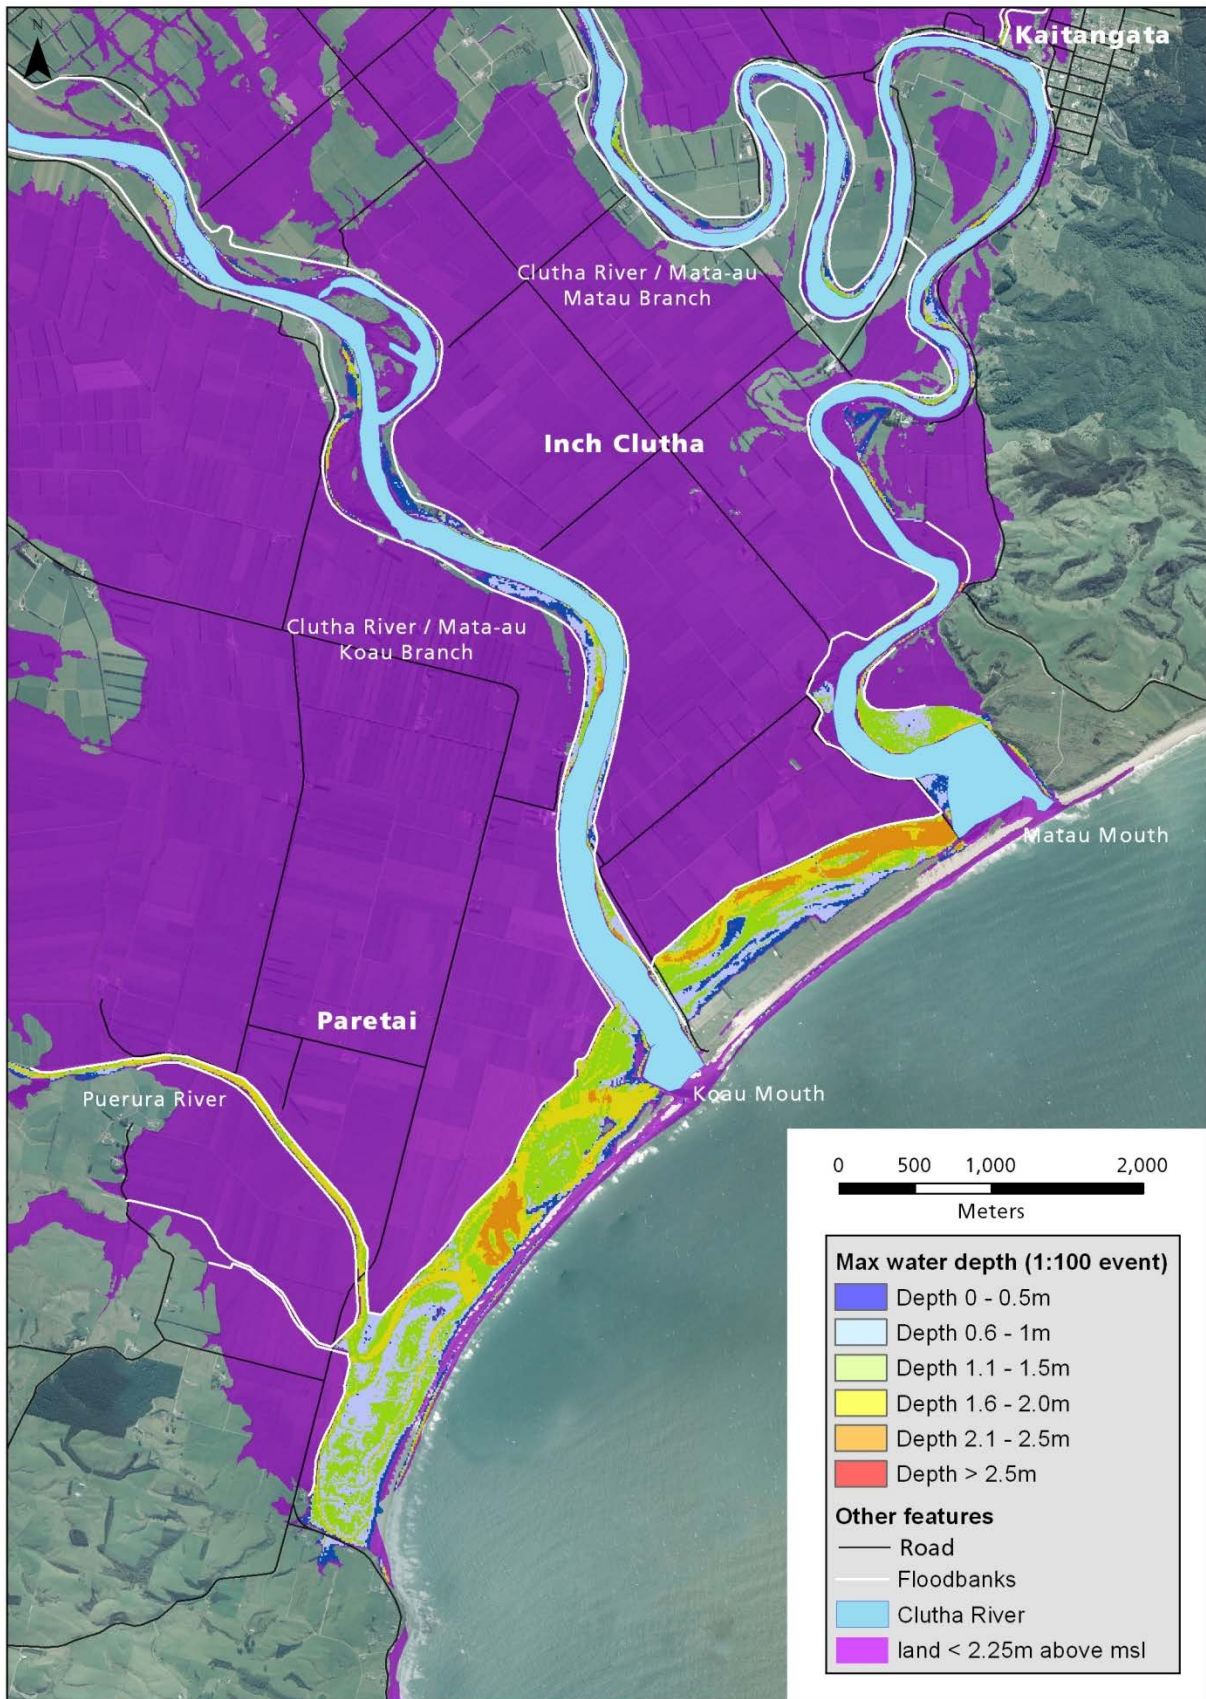 N
Kaitangata
Clutha River / Mata-au
Matau Branch
Inch Clutha
Clutha River / Mata-au
Koau Branch
Matau Mouth
Paretai
Puerura River
Koau Mouth
0 500 1,000 2,000
Meters
Max water depth (1:100 event)
Depth 0 - 0.5m
Depth 0.6 - 1m
Depth 1.1 - 1.5m
Depth 1.6 - 2.0m
Depth 2.1 - 2.5m
Depth > 2.5m
Other features
Road
Floodbanks
Clutha River
land < 2.25m above msl